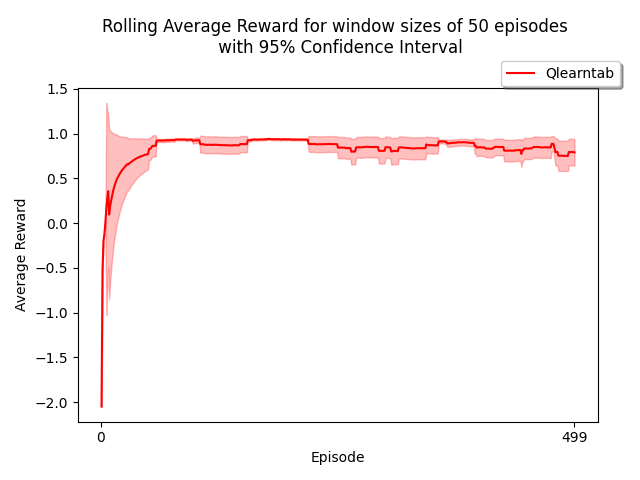 Rolling Average Reward for window sizes of 50 episodes
with 95% Confidence Interval
Qlearntab
1.5
1.0
0.5
0.0
−0.5
−1.0
−1.5
−2.0
Average Reward
0
499
Episode